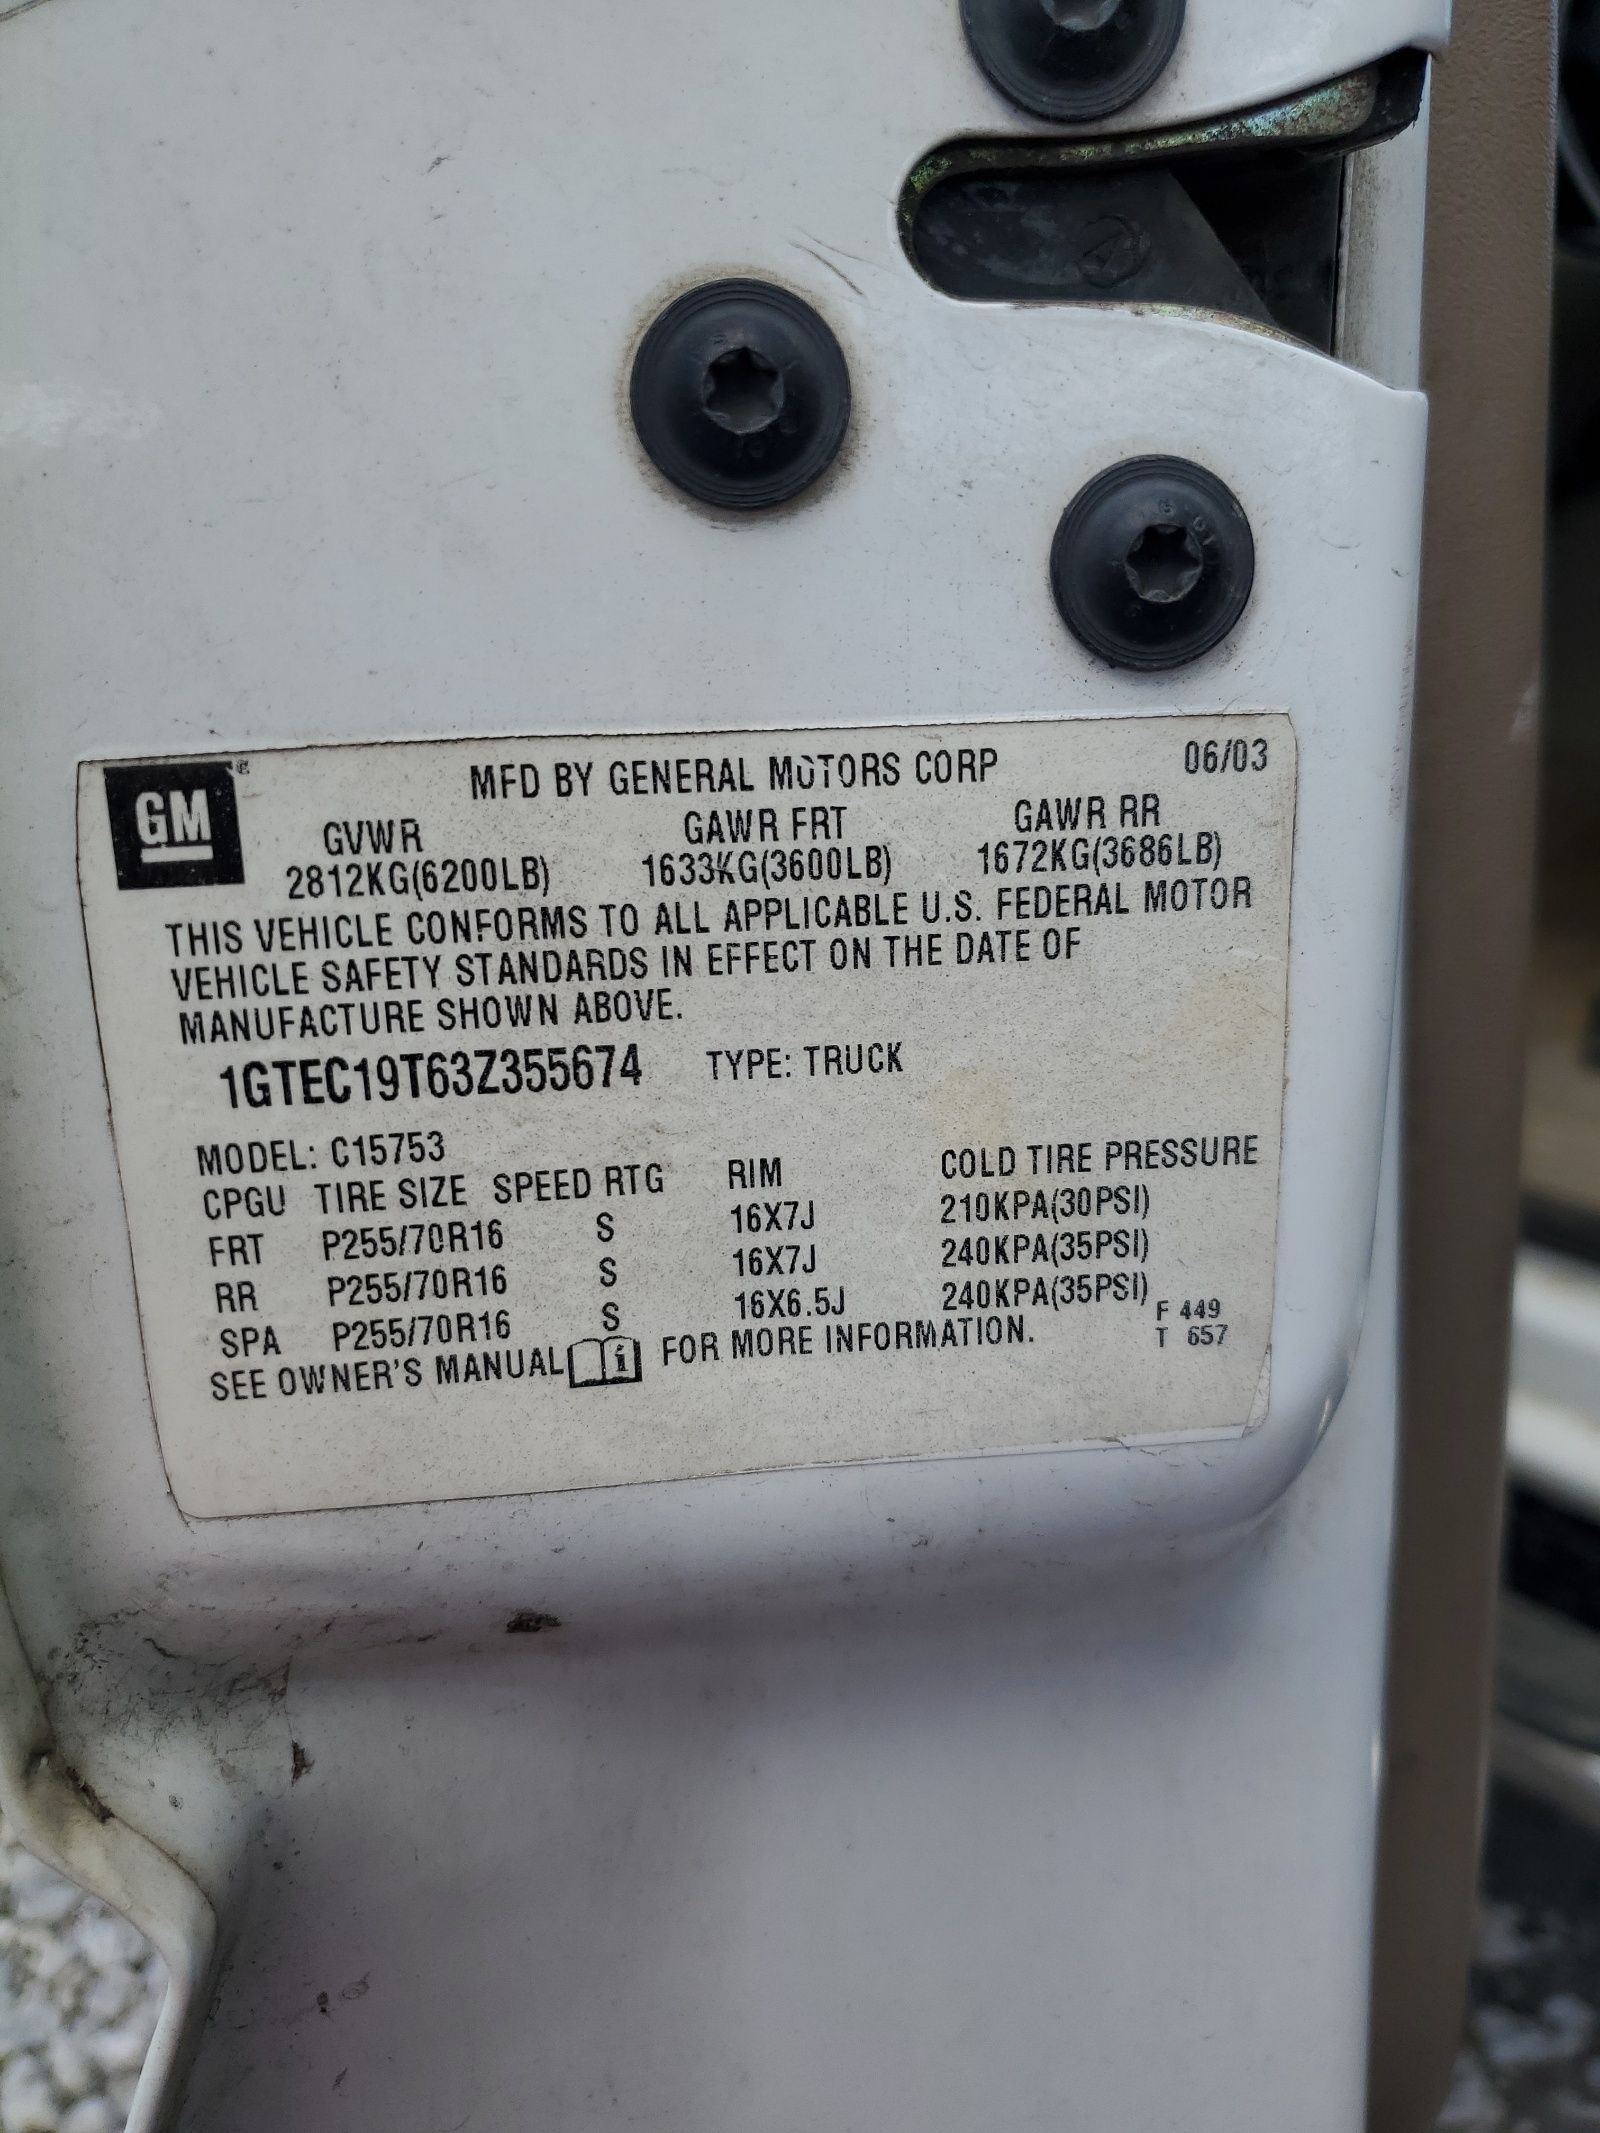 GM
MFD BY GENERAL MOTORS CORP 06/03
GVWR GAWR FRT GAWR RR
2812KG(6200LB) 1633KG(3600LB) 1672KG(3686LB)
THIS VEHICLE CONFORMS TO ALL APPLICABLE U.S. FEDERAL MOTOR
VEHICLE SAFETY STANDARDS IN EFFECT ON THE DATE OF
MANUFACTURE SHOWN ABOVE.
1GTEC19T63Z355674 TYPE: TRUCK
MODEL: C15753
CPGU TIRE SIZE SPEED RTG RIM COLD TIRE PRESSURE
FRT P255/70R16 S 16X7J 210KPA(30PSI)
RR P255/70R16 S 16X7J 240KPA(35PSI)
SPA P255/70R16 S 16X6.5J 240KPA(35PSI)
SEE OWNER'S MANUAL i FOR MORE INFORMATION.
F 449
T 657